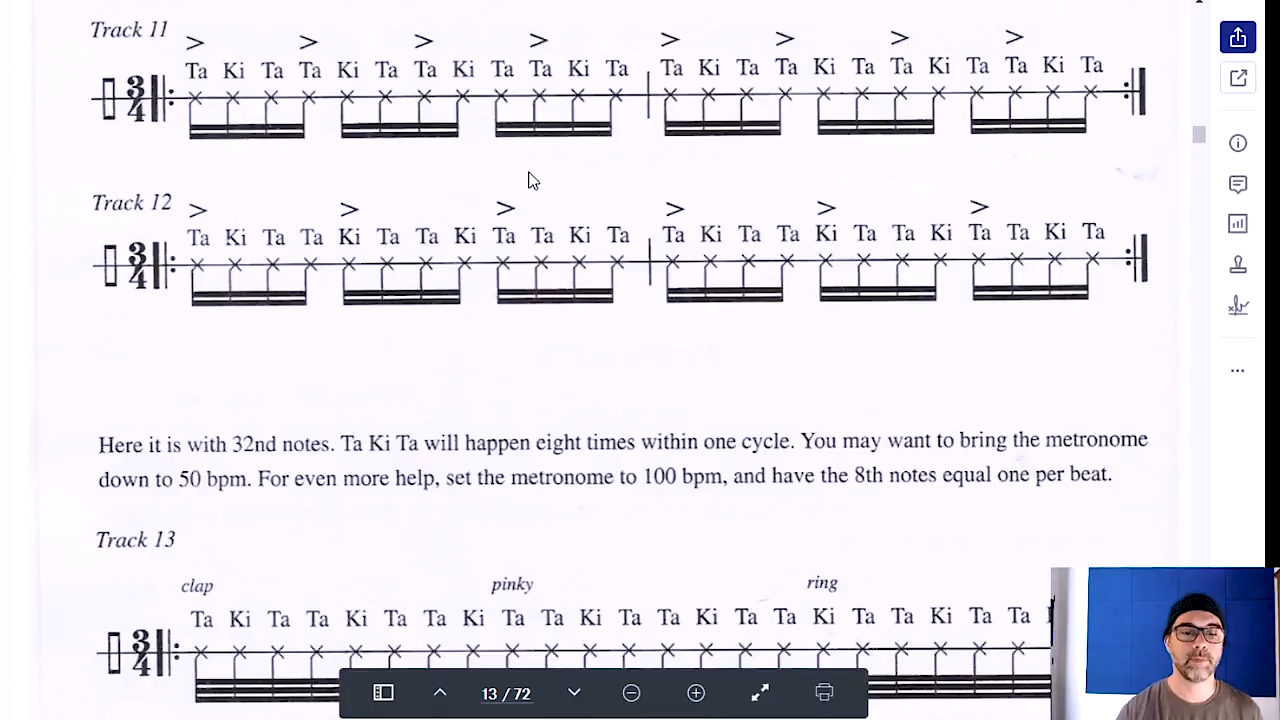 Track 11
> > > > > > > >
Ta Ki Ta Ta Ki Ta Ta Ki Ta Ta Ki Ta Ta Ki Ta Ta Ki Ta Ta Ki Ta Ta Ki Ta
3
4
Track 12
> > > > > >
Ta Ki Ta Ta Ki Ta Ta Ki Ta Ta Ki Ta Ta Ki Ta Ta Ki Ta Ta Ki Ta Ta Ki Ta
3
4
Here it is with 32nd notes. Ta Ki Ta will happen eight times within one cycle. You may want to bring the metronome
down to 50 bpm. For even more help, set the metronome to 100 bpm, and have the 8th notes equal one per beat.
Track 13
clap pinky ring
Ta Ki Ta Ta Ki Ta Ta Ki Ta Ta Ki Ta Ta Ki Ta Ta Ki Ta Ta Ki Ta Ta
3
4
13 / 72